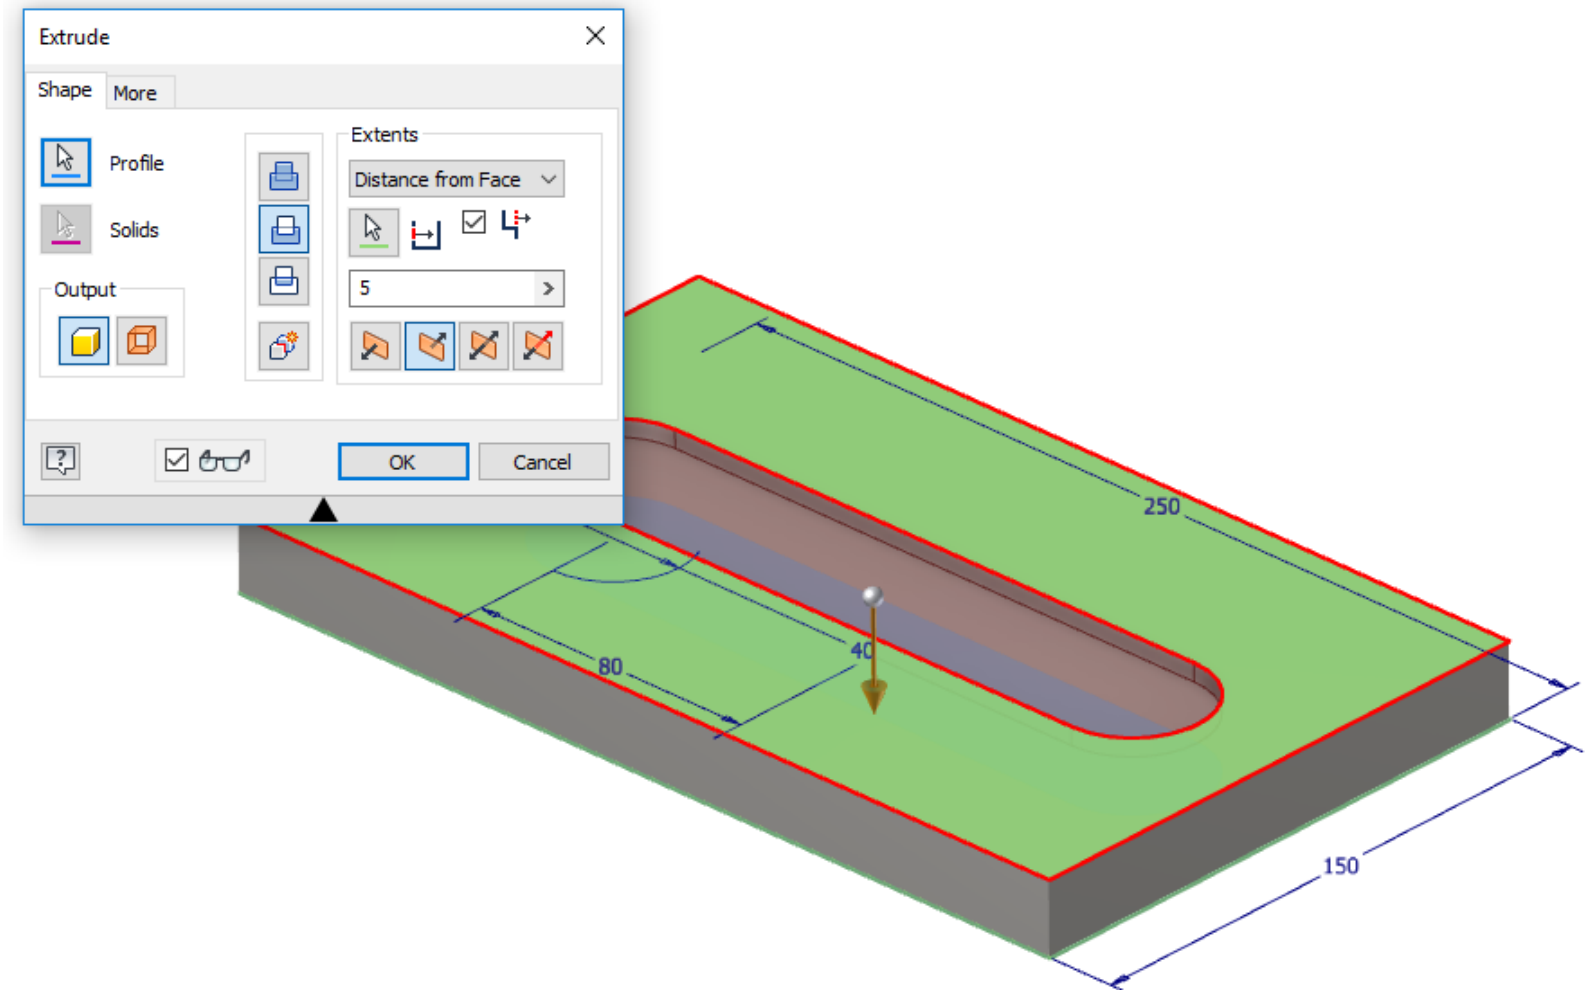 Extrude
Shape
More
Profile
Solids
Output
Extents
Distance from Face
5
?
OK
Cancel
250
40
80
150